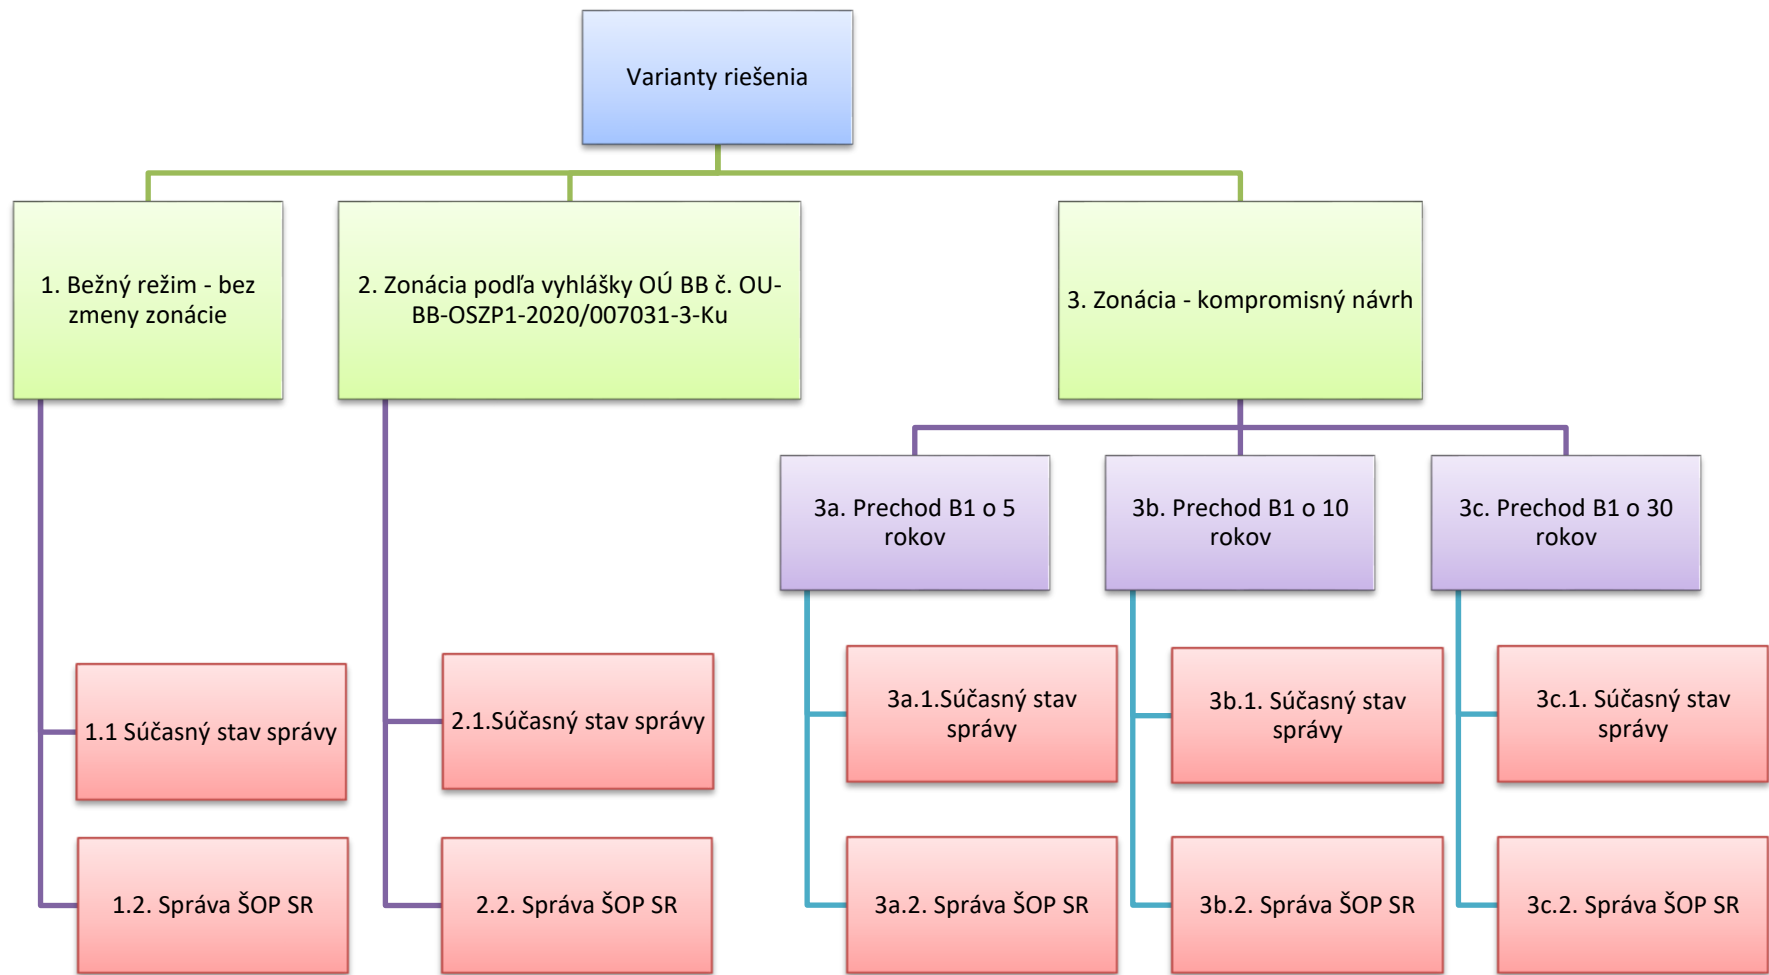 Varianty riešenia
1. Bežný režim - bez
zmeny zonácie
2. Zonácia podľa vyhlášky OÚ BB č. OU-
BB-OSZP1-2020/007031-3-Ku
3. Zonácia - kompromisný návrh
3a. Prechod B1 o 5
rokov
3b. Prechod B1 o 10
rokov
3c. Prechod B1 o 30
rokov
1.1 Súčasný stav správy
2.1.Súčasný stav správy
3a.1.Súčasný stav
správy
3b.1. Súčasný stav
správy
3c.1. Súčasný stav
správy
1.2. Správa ŠOP SR
2.2. Správa ŠOP SR
3a.2. Správa ŠOP SR
3b.2. Správa ŠOP SR
3c.2. Správa ŠOP SR